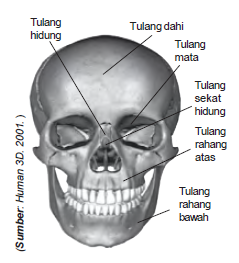 Tulang
hidung
Tulang dahi
Tulang
mata
Tulang
sekat
hidung
Tulang
rahang
atas
Tulang
rahang
bawah
(Sumber: Human 3D, 2001.)